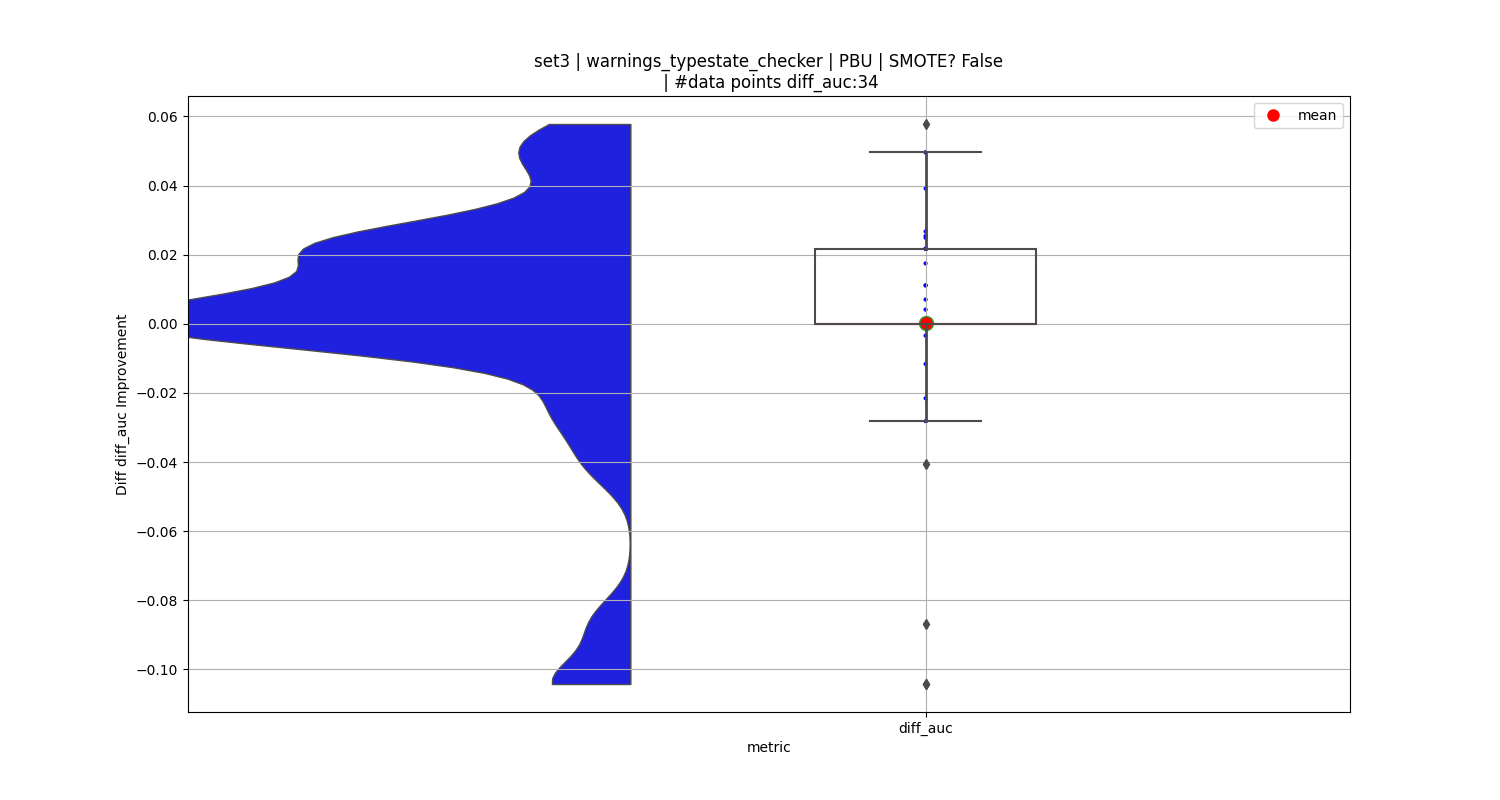 set3 | warnings_typestate_checker | PBU | SMOTE? False
| #data points diff_auc:34
mean
0.06
0.04
0.02
0.00
−0.02
−0.04
−0.06
−0.08
−0.10
Diff diff_auc Improvement
diff_auc
metric